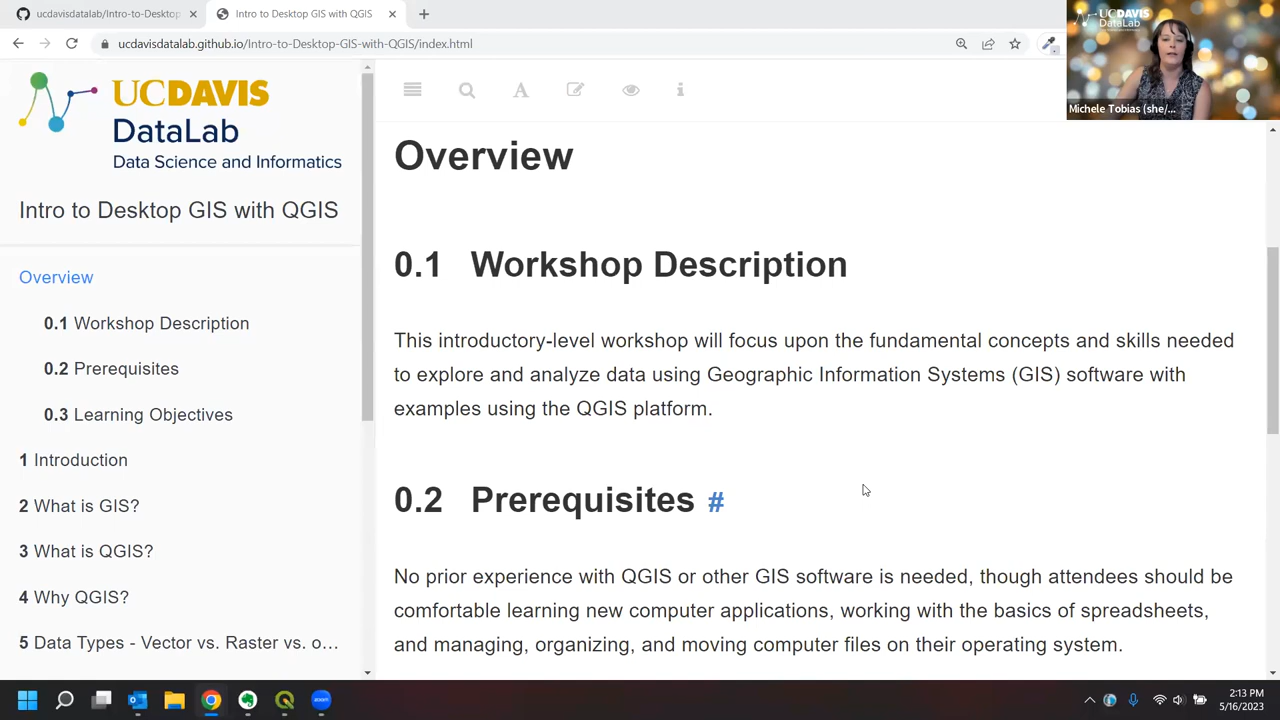 ucdavisdatalab/Intro-to-Desktop
Intro to Desktop GIS with QGIS
ucdavisdatalab.github.io/Intro-to-Desktop-GIS-with-QGIS/index.html
UCDAVIS
DataLab
Michele Tobias (she/...
UCDAVIS
DataLab
Data Science and Informatics
Intro to Desktop GIS with QGIS
Overview
0.1 Workshop Description
0.2 Prerequisites
0.3 Learning Objectives
1 Introduction
2 What is GIS?
3 What is QGIS?
4 Why QGIS?
5 Data Types - Vector vs. Raster vs. o...
Overview
0.1 Workshop Description
This introductory-level workshop will focus upon the fundamental concepts and skills needed
to explore and analyze data using Geographic Information Systems (GIS) software with
examples using the QGIS platform.
0.2 Prerequisites #
No prior experience with QGIS or other GIS software is needed, though attendees should be
comfortable learning new computer applications, working with the basics of spreadsheets,
and managing, organizing, and moving computer files on their operating system.
zoom
2:13 PM
5/16/2023